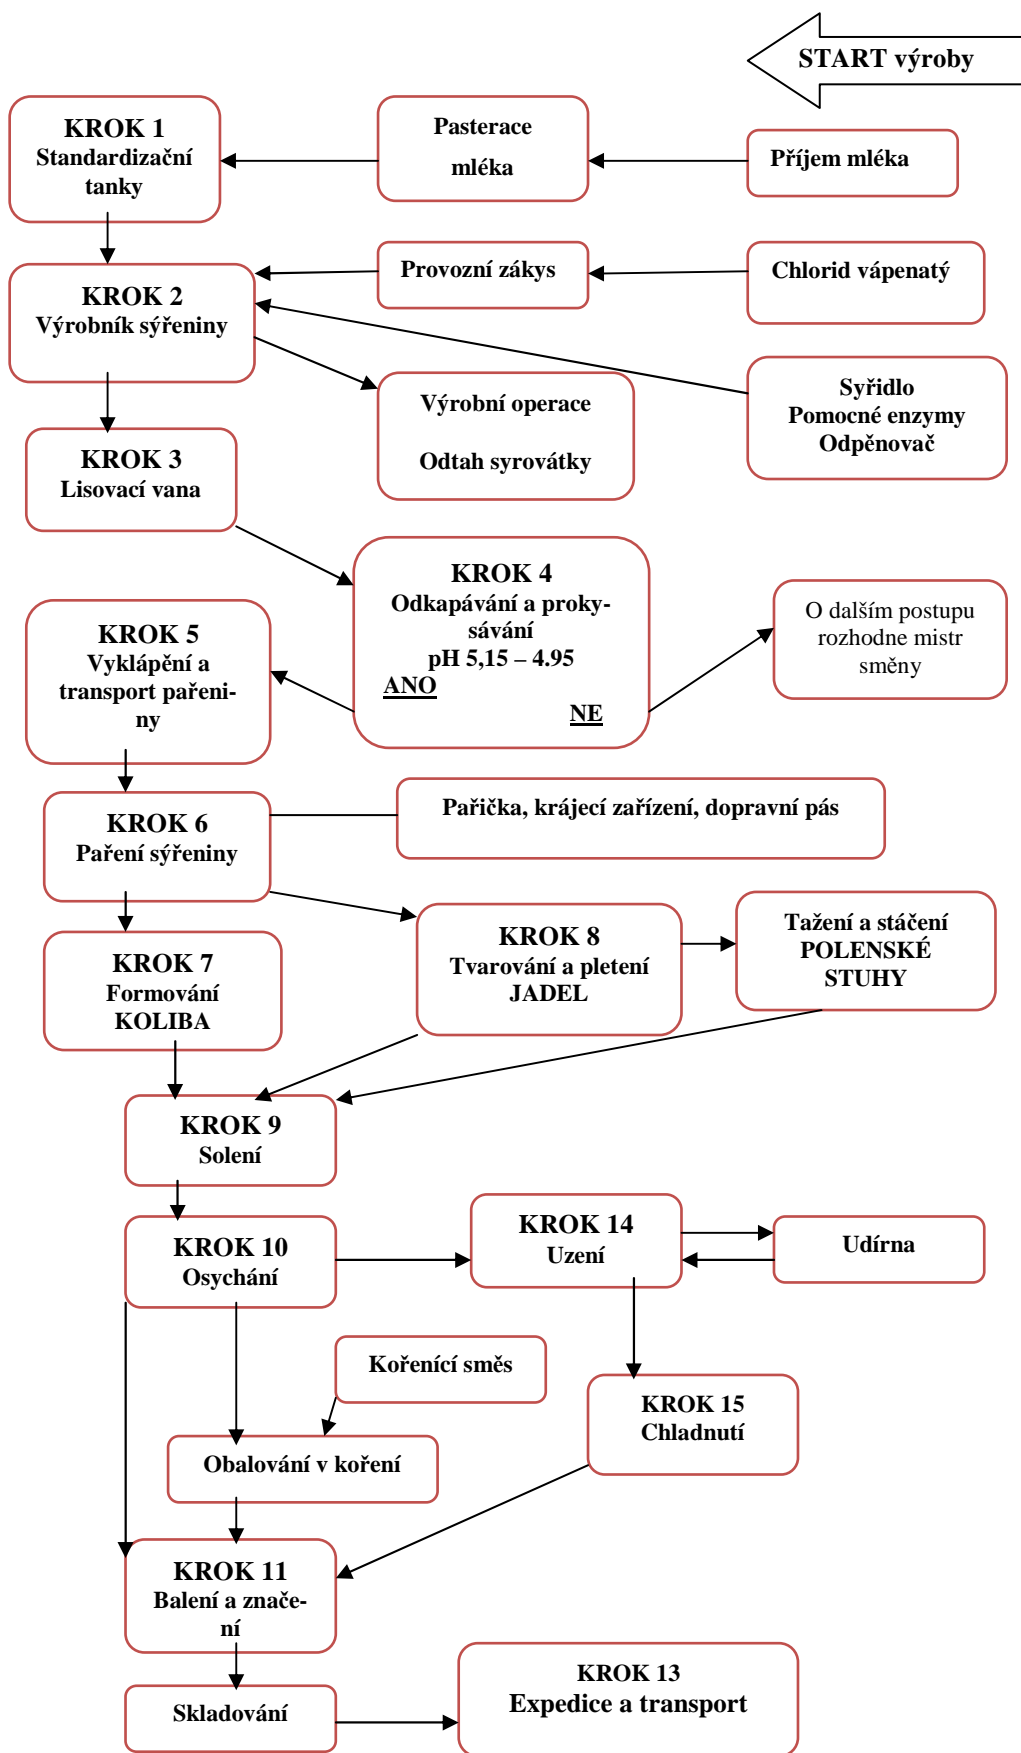 START výroby
KROK 1
Standardizační
tanky
Pasterace
mléka
Příjem mléka
KROK 2
Výrobník sýřeniny
Provozní zákys
Chlorid vápenatý
Výrobní operace
Odtah syrovátky
Syřidlo
Pomocné enzymy
Odpěnovač
KROK 3
Lisovací vana
KROK 4
Odkapávání a proky-
sávání
pH 5,15 – 4.95
ANO
NE
O dalším postupu
rozhodne mistr
směny
KROK 5
Vyklápění a
transport pařeni-
ny
KROK 6
Paření sýřeniny
Pařička, krájecí zařízení, dopravní pás
KROK 7
Formování
KOLIBA
KROK 8
Tvarování a pletení
JADEL
Tažení a stáčení
POLENSKÉ
STUHY
KROK 9
Solení
KROK 10
Osychání
KROK 14
Uzení
Udírna
Kořenící směs
KROK 15
Chladnutí
Obalování v koření
KROK 11
Balení a znače-
ní
Skladování
KROK 13
Expedice a transport